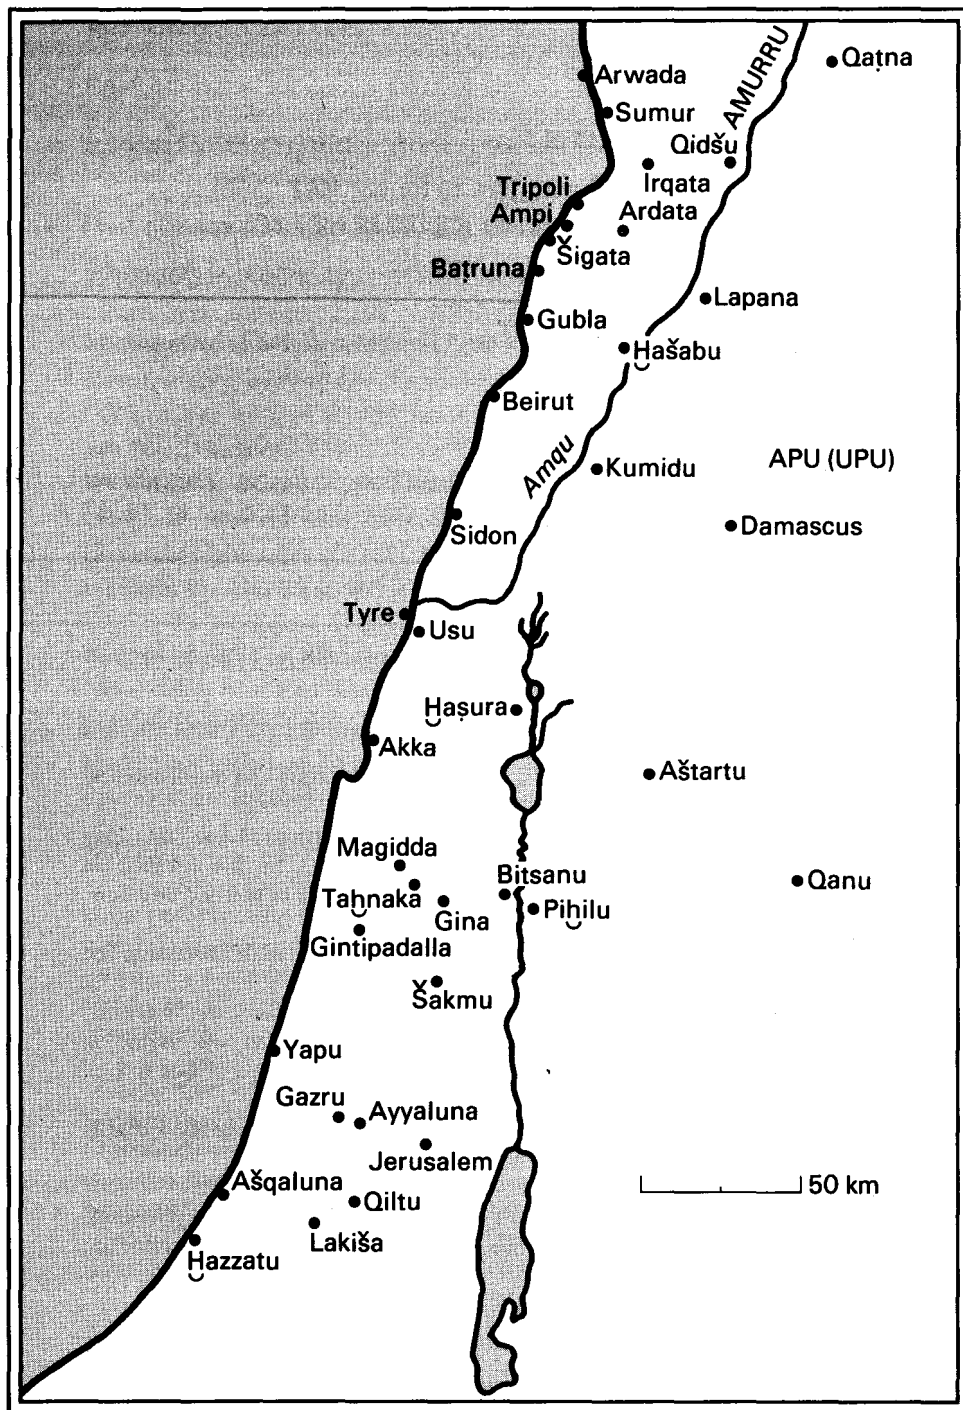 Qaṭna
AMURRU
Arwada
Sumur
Qidšu
Irqata
Tripoli
Ampi
Ardata
Šigata
Baṭruna
Lapana
Gubla
Ḫašabu
Beirut
Amqu
Kumidu
APU (UPU)
Sidon
Damascus
Tyre
Usu
Ḫaṣura
Akka
Aštartu
Magidda
Bitsanu
Qanu
Taḫnaka
Gina
Piḫilu
Gintipadalla
Šakmu
Yapu
Gazru
Ayyaluna
Jerusalem
Ašqaluna
50 km
Qiltu
Lakiša
Ḫazzatu